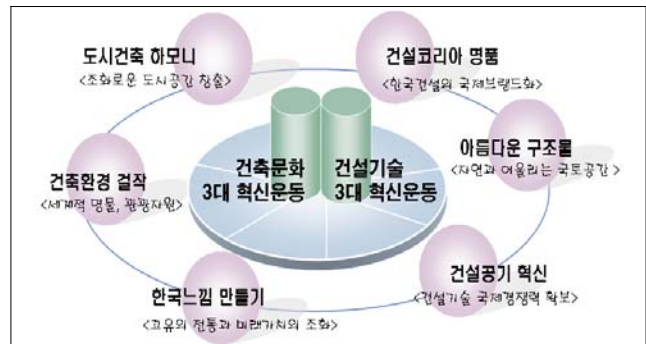 도시건축 하모니
<조화로운 도시공간 창출>
건설코리아 명품
<한국건설의 국제브랜드화>
아름다운 구조물
<자연과 어울리는 국토공간 >
건축문화
3대 혁신운동
건설기술
3대 혁신운동
건축환경 걸작
<세계적 명물, 관광자원>
건설공기 혁신
<건설기술 국제경쟁력 확보>
한국느낌 만들기
<고유의 전통과 미래가치의 조화>